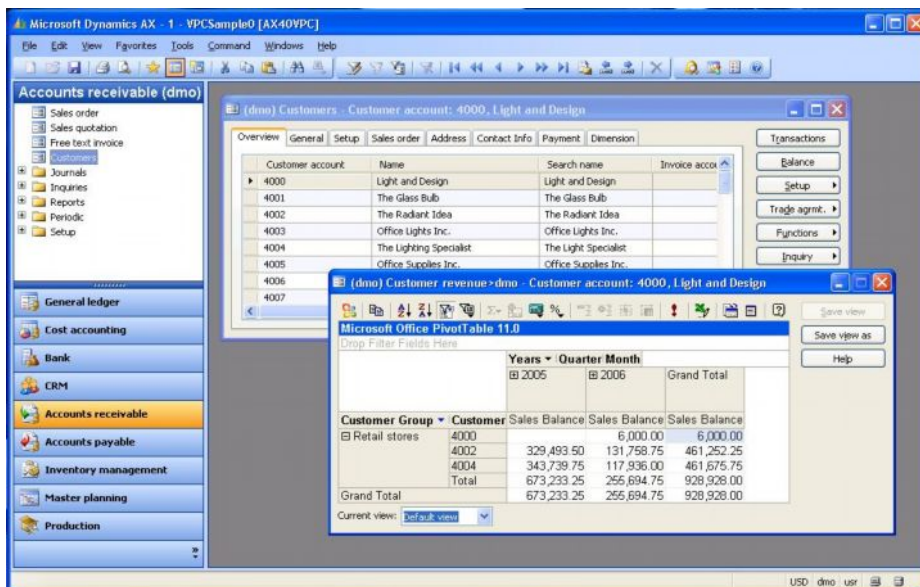 Microsoft Dynamics AX - 1 - VPCSample0 [AX40VPC]
File Edit View Favorites Tools Command Windows Help
Accounts receivable (dmo)
Sales order
Sales quotation
Free text invoice
Customers
Journals
Inquiries
Reports
Periodic
Setup
General ledger
Cost accounting
Bank
CRM
Accounts receivable
Accounts payable
Inventory management
Master planning
Production
(dmo) Customers - Customer account: 4000, Light and Design
Overview General Setup Sales order Address Contact Info Payment Dimension
Customer account Name Search name Invoice accou
4000 Light and Design Light and Design
4001 The Glass Bulb The Glass Bulb
4002 The Radiant Idea The Radiant Idea
4003 Office Lights Inc. Office Lights Inc.
4004 The Lighting Specialist The Light Specialist
4005 Office Supplies Inc. Office Supplies Inc.
4006
4007
Transactions
Balance
Setup
Trade agrmt.
Functions
Inquiry
(dmo) Customer revenue>dmo - Customer account: 4000, Light and Design
Microsoft Office PivotTable 11.0
Drop Filter Fields Here
Years Quarter Month
2005 2006 Grand Total
Customer Group Customer Sales Balance Sales Balance Sales Balance
Retail stores 4000 6,000.00 6,000.00
4002 329,493.50 131,758.75 461,252.25
4004 343,739.75 117,936.00 461,675.75
Total 673,233.25 255,694.75 928,928.00
Grand Total 673,233.25 255,694.75 928,928.00
Current view: Default view
Save view
Save view as
Help
USD dmo usr